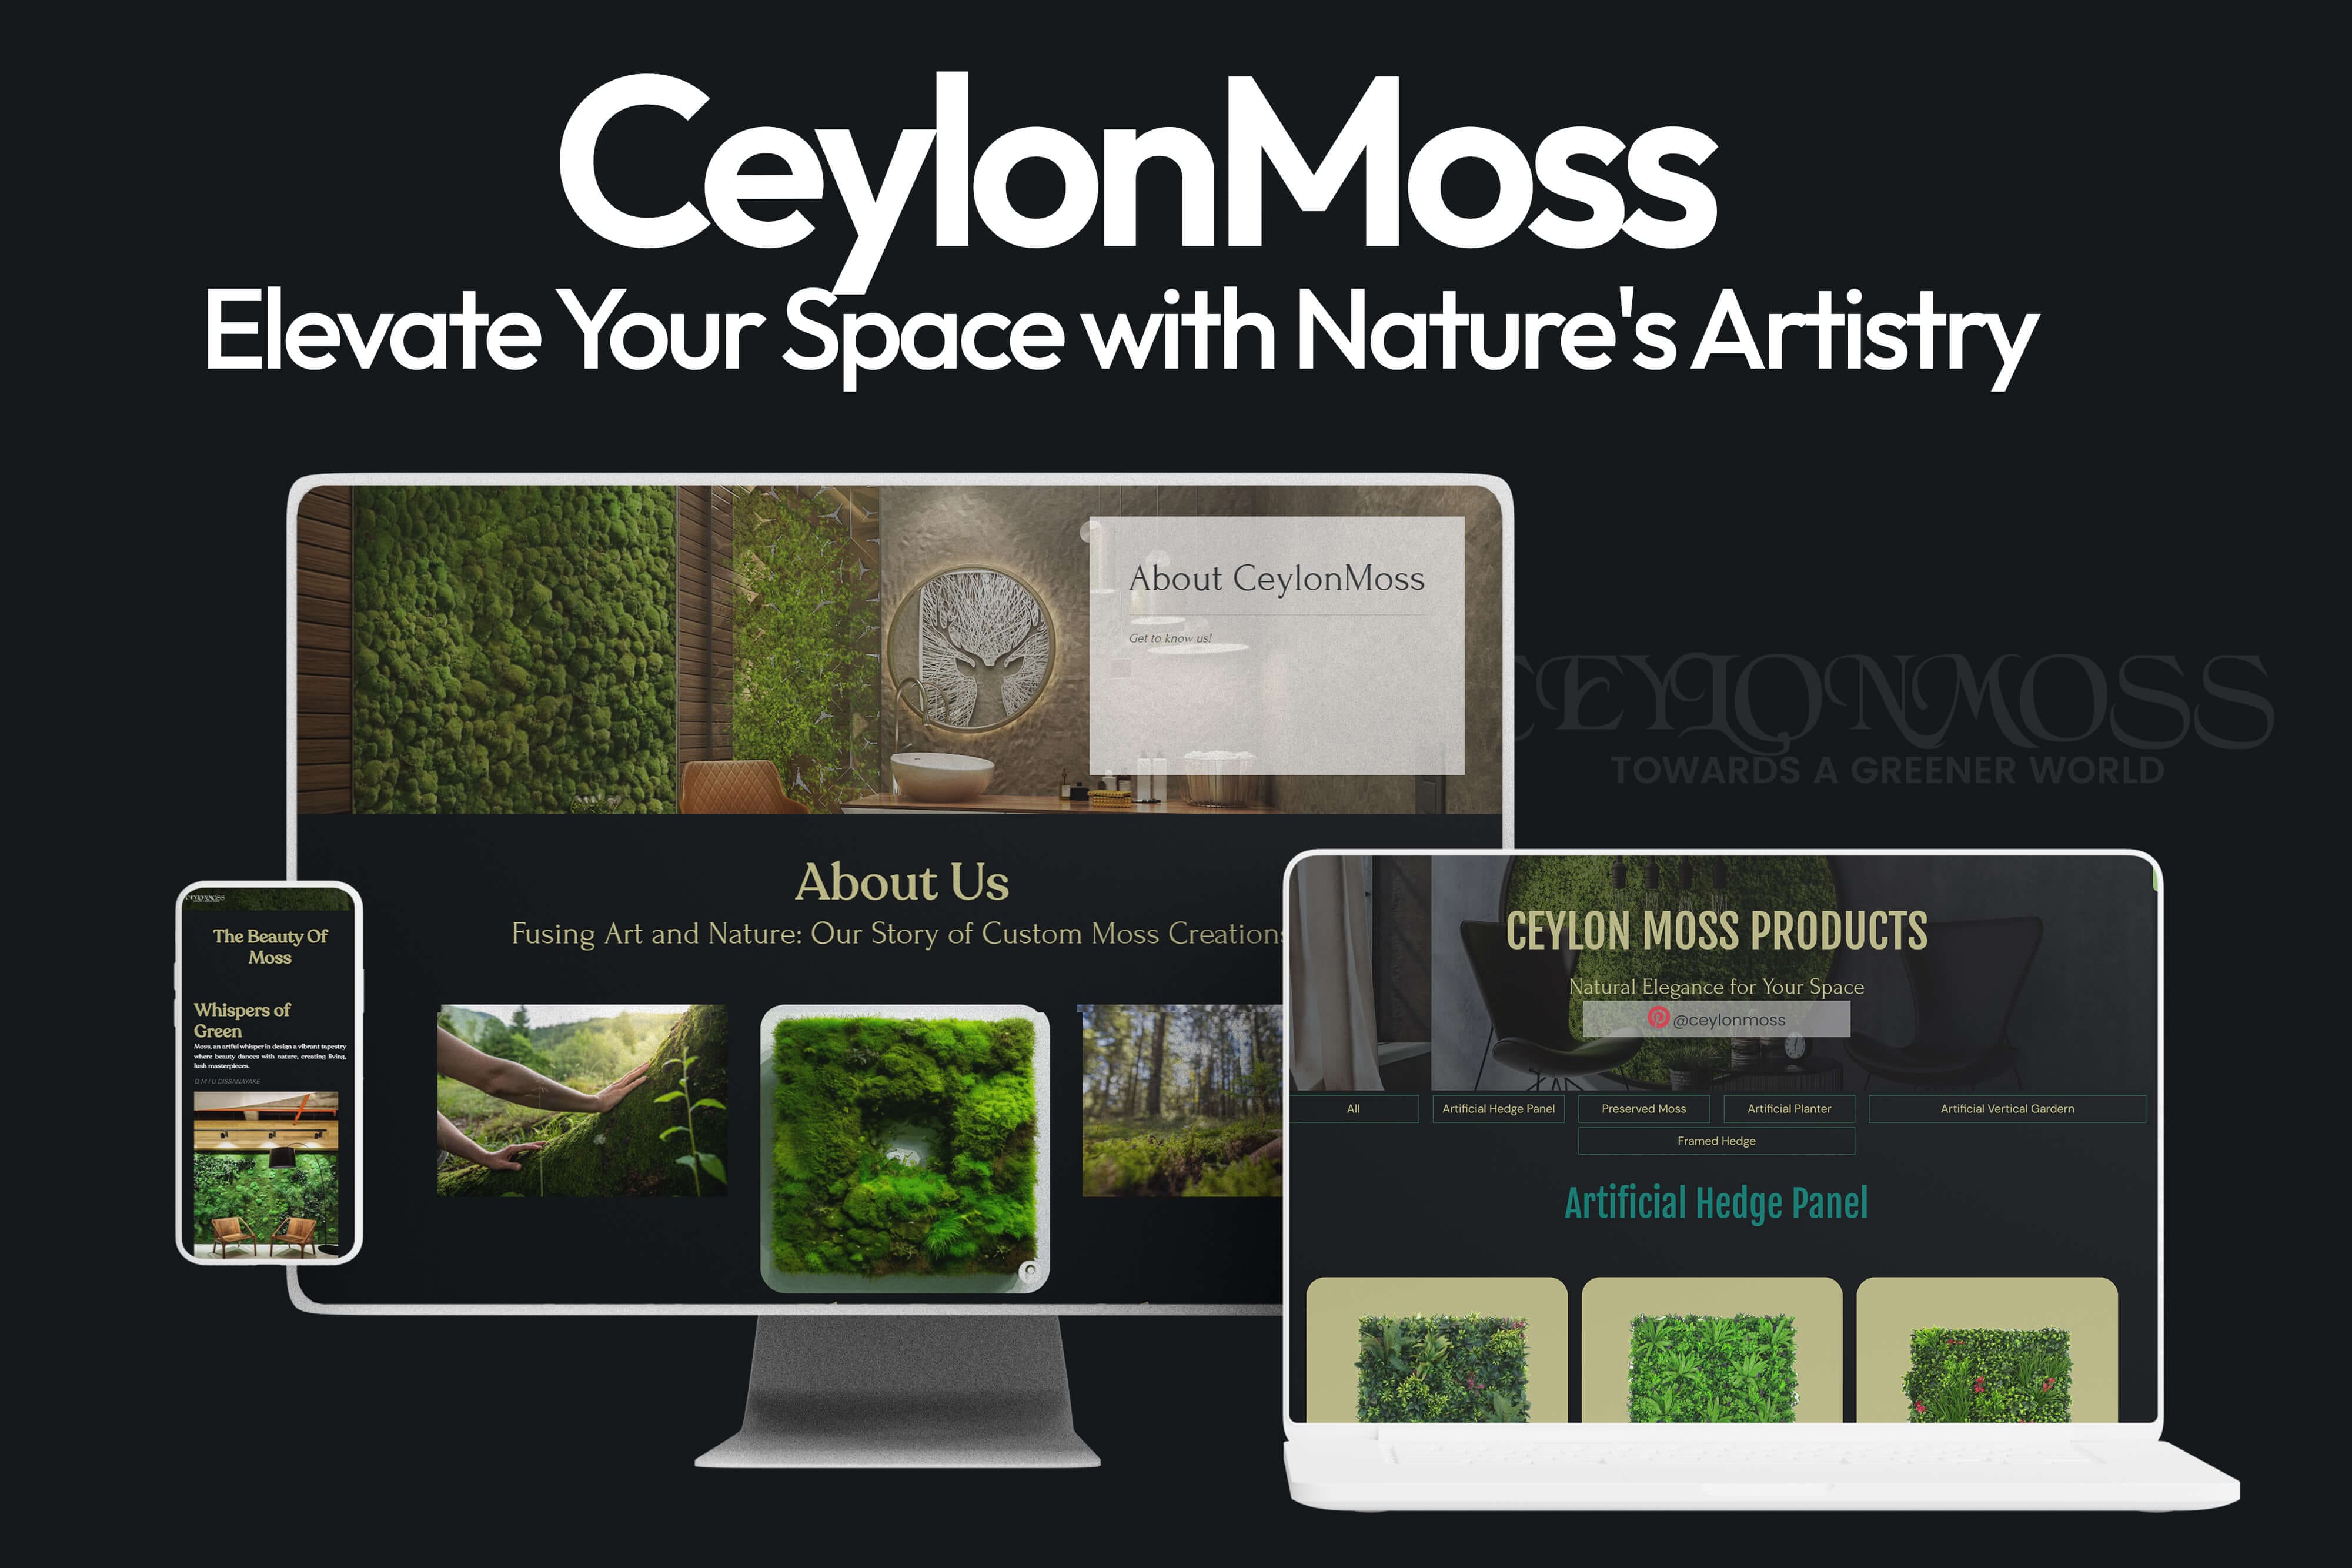 CeylonMoss
Elevate Your Space with Nature's Artistry
About CeylonMoss
Get to know us!
CEYLONMOSS
TOWARDS A GREENER WORLD
About Us
Fusing Art and Nature: Our Story of Custom Moss Creations
CEYLONMOSS
The Beauty Of
Moss
Whispers of
Green
Moss, an artful whisper in design a vibrant tapestry
where beauty dances with nature, creating living,
lush masterpieces.
D M I U DISSANAYAKE
CEYLON MOSS PRODUCTS
Natural Elegance for Your Space
@ceylonmoss
All
Artificial Hedge Panel
Preserved Moss
Artificial Planter
Artificial Vertical Gardern
Framed Hedge
Artificial Hedge Panel